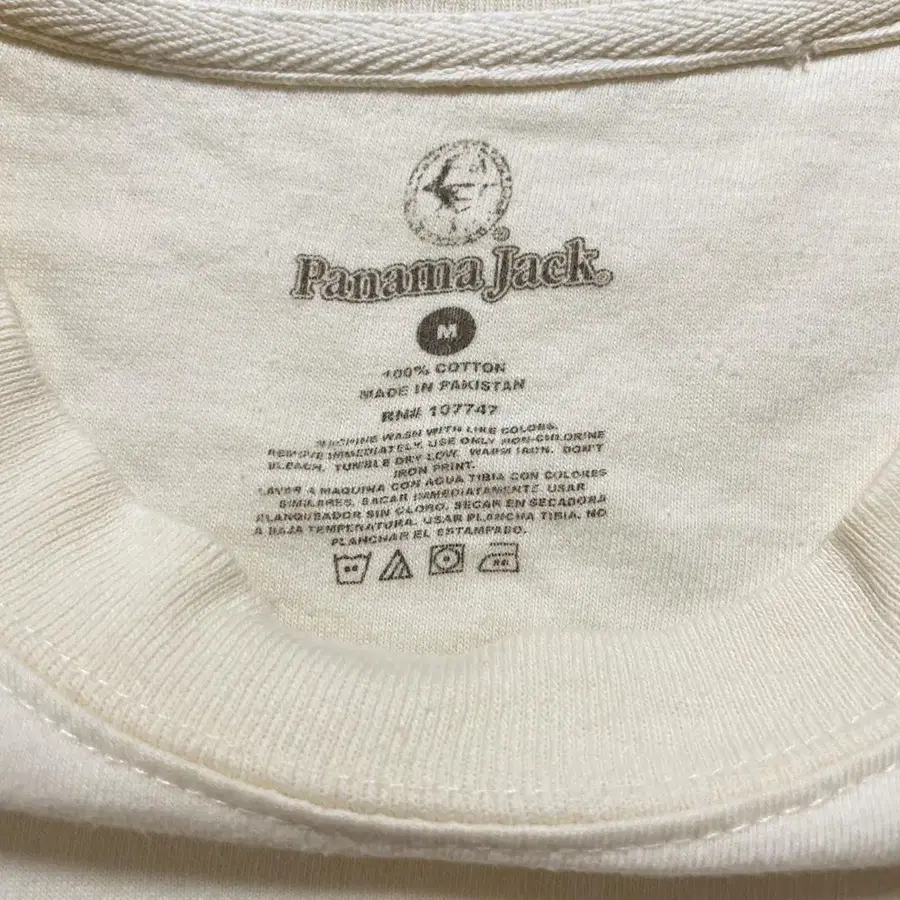 Panama Jack®
M
100% COTTON
MADE IN PAKISTAN
RN# 107747
MACHINE WASH WITH LIKE COLORS.
REMOVE IMMEDIATELY. USE ONLY NON-CHLORINE
BLEACH. TUMBLE DRY LOW. WARM IRON. DON'T
IRON PRINT.
LAVAR A MAQUINA CON AGUA TIBIA CON COLORES
SIMILARES. SACAR IMMEDIATAMENTE. USAR
BLANQUEADOR SIN CLORO. SECAR EN SECADORA
A BAJA TEMPERATURA. USAR PLANCHA TIBIA. NO
PLANCHAR EL ESTAMPADO.